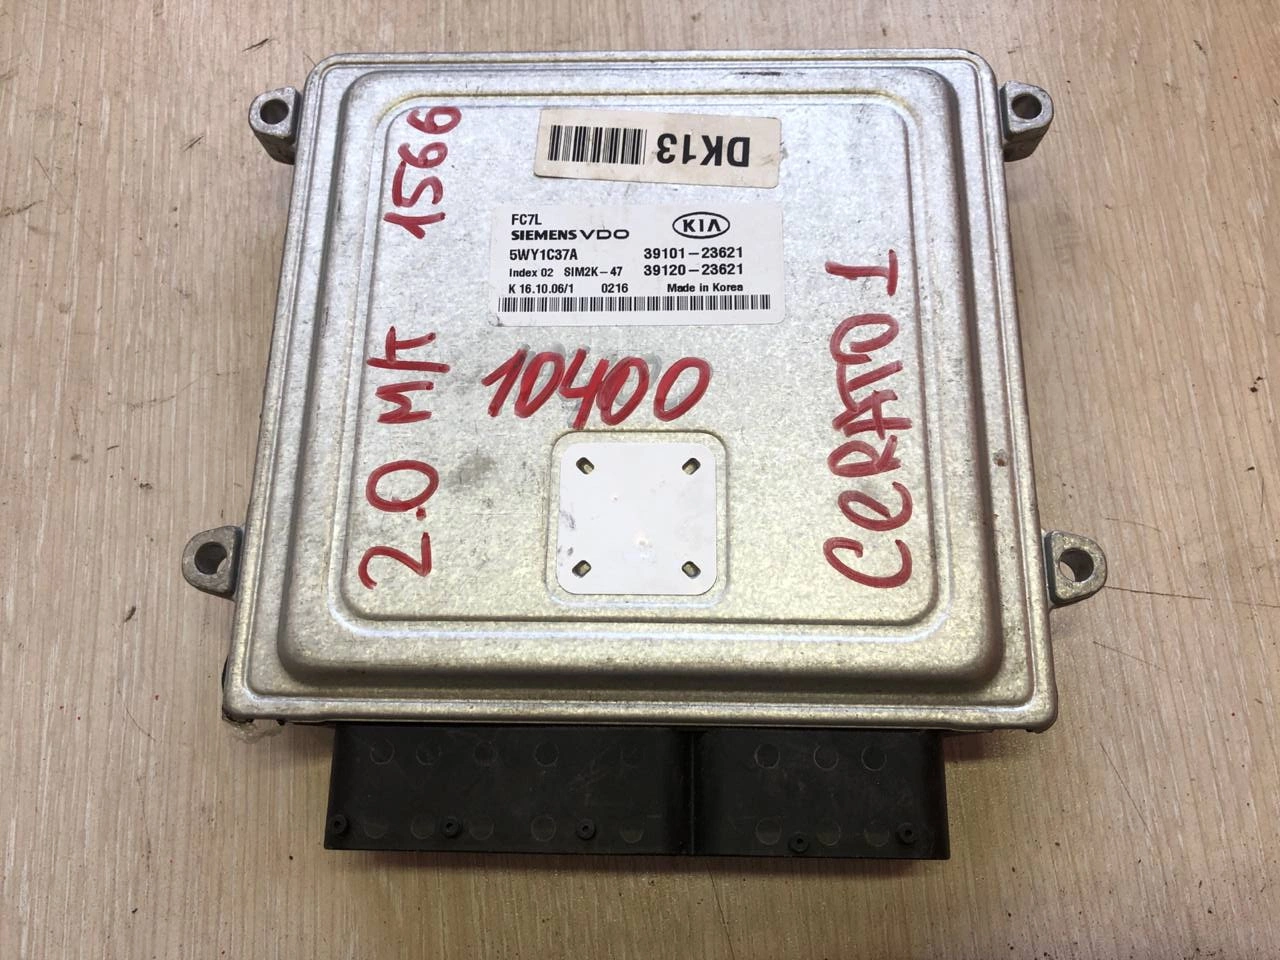 DK13
FC7L
SIEMENS VDO KIA
5WY1C37A 39101-23621
Index 02 SIM2K-47 39120-23621
K 16.10.06/1 0216 Made in Korea
10400
2.0 M/T 1566
CERATO 1